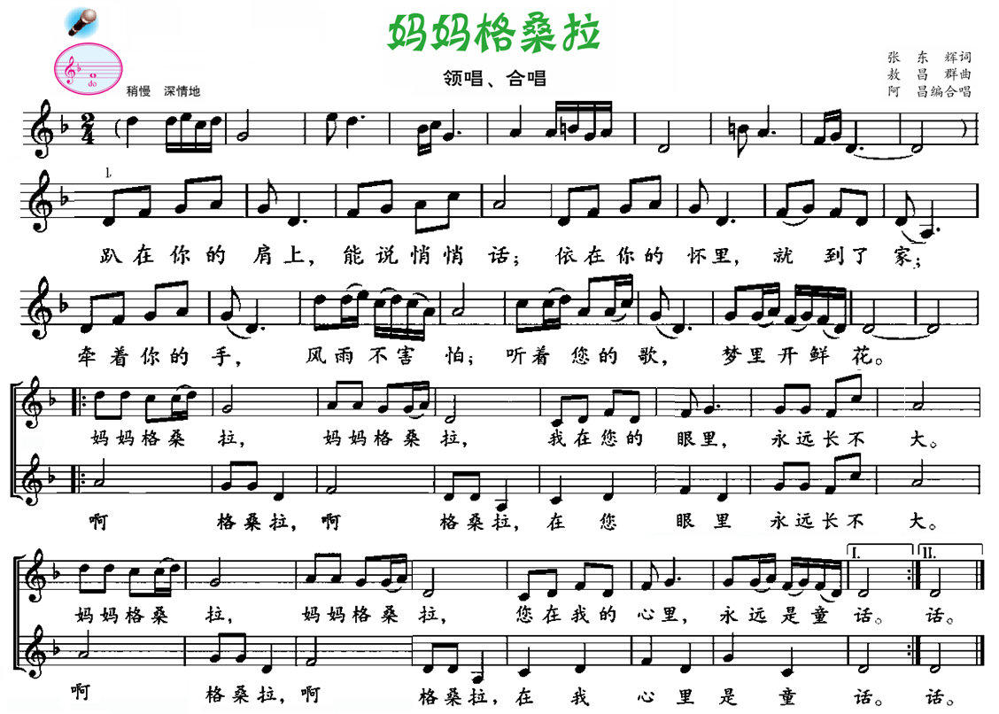 妈妈格桑拉
领唱、合唱
张东辉词
敖昌群曲
阿昌编合唱
do
稍慢 深情地
1.
趴在你的肩上，能说悄悄话；依在你的怀里，就到了家；
牵着你的手，风雨不害怕；听着您的歌，梦里开鲜花。
妈妈格桑拉，妈妈格桑拉，我在您的眼里，永远长不大。
啊格桑拉，啊格桑拉，在您眼里永远长不大。
I. II.
妈妈格桑拉，妈妈格桑拉，您在我的心里，永远是童话。话。
啊格桑拉，啊格桑拉，在我心里是童话。话。